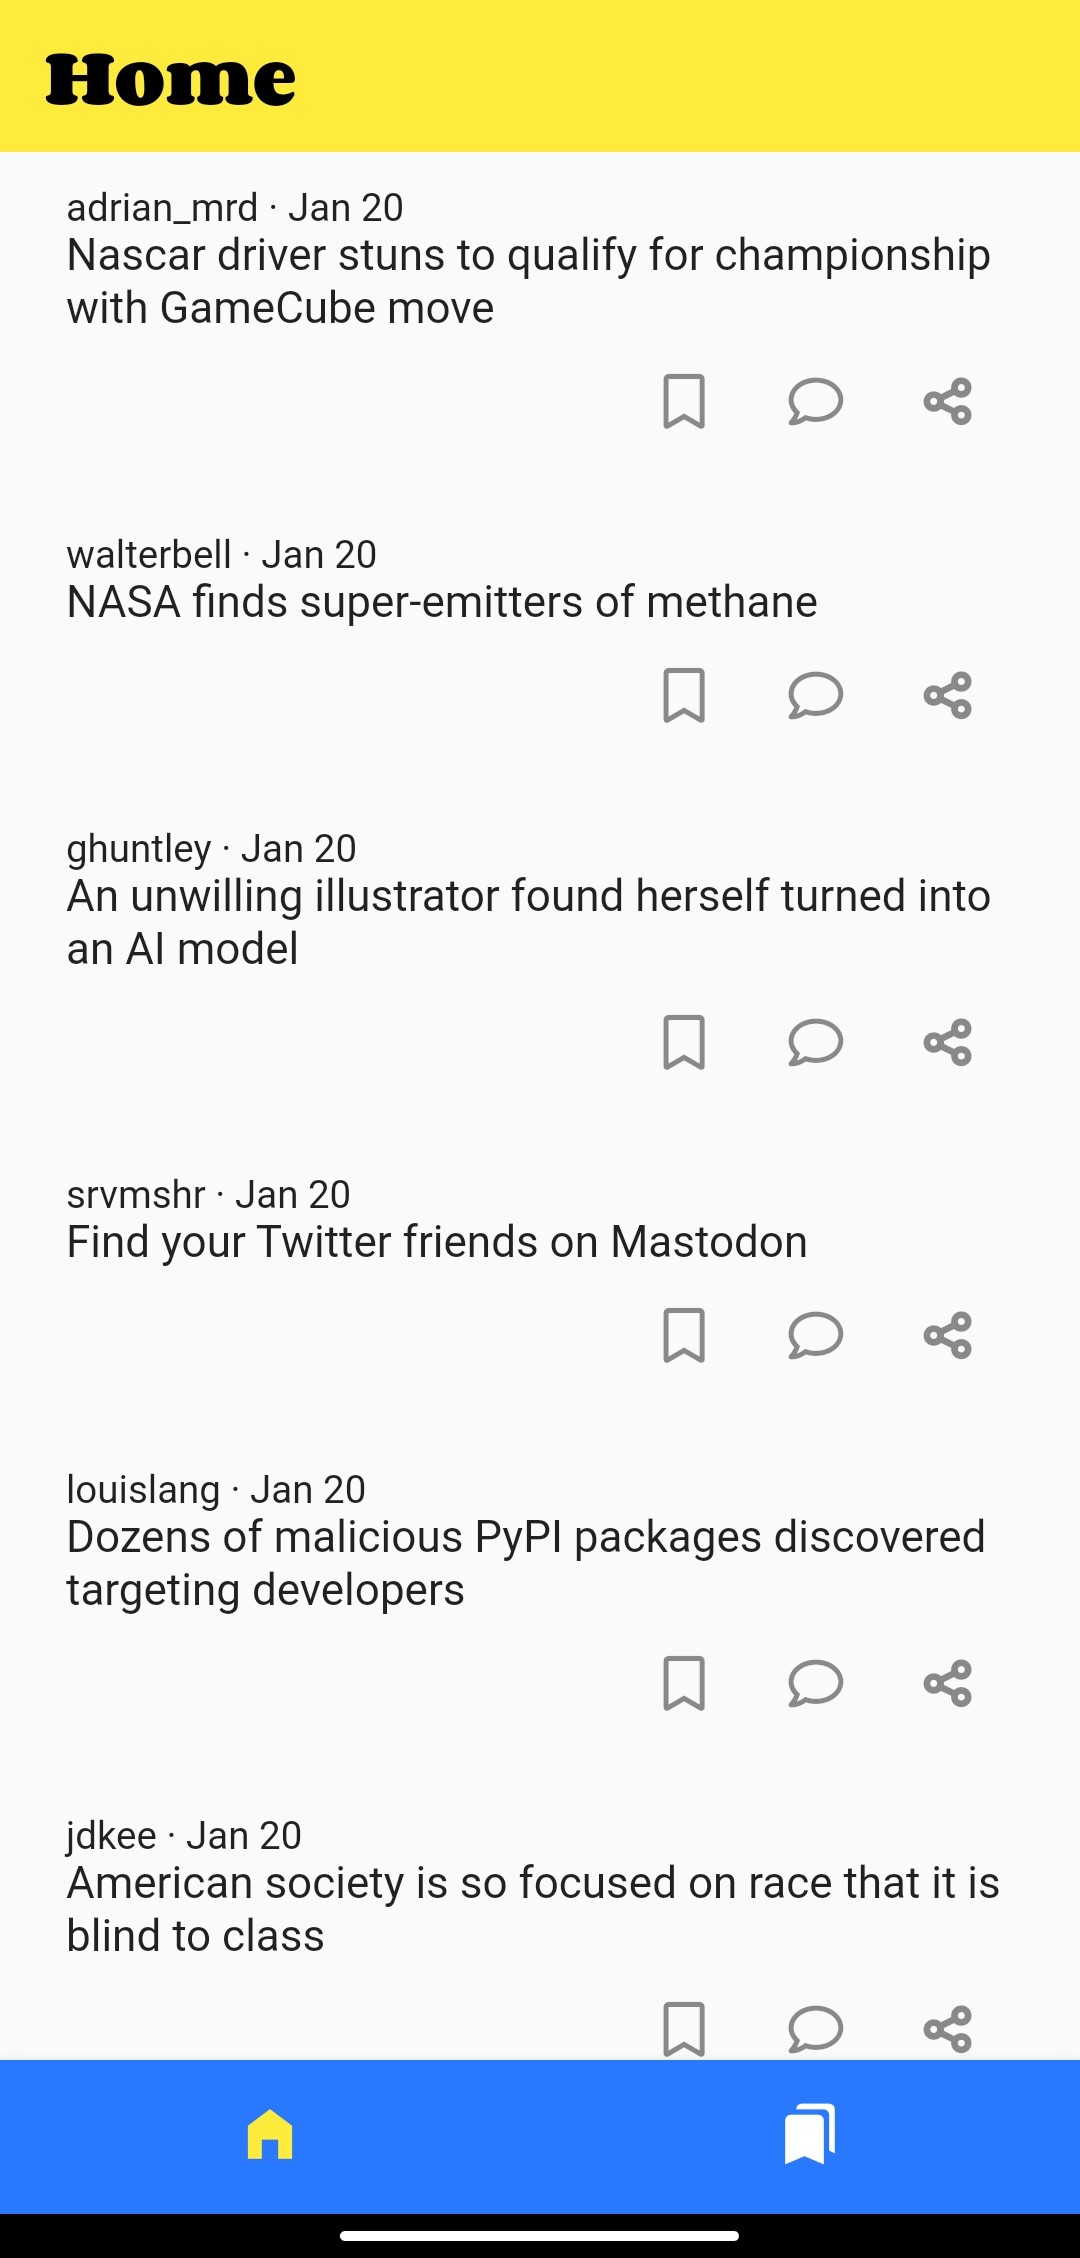 Home
adrian_mrd · Jan 20
Nascar driver stuns to qualify for championship
with GameCube move
walterbell · Jan 20
NASA finds super-emitters of methane
ghuntley · Jan 20
An unwilling illustrator found herself turned into
an AI model
srvmshr · Jan 20
Find your Twitter friends on Mastodon
louislang · Jan 20
Dozens of malicious PyPI packages discovered
targeting developers
jdkee · Jan 20
American society is so focused on race that it is
blind to class